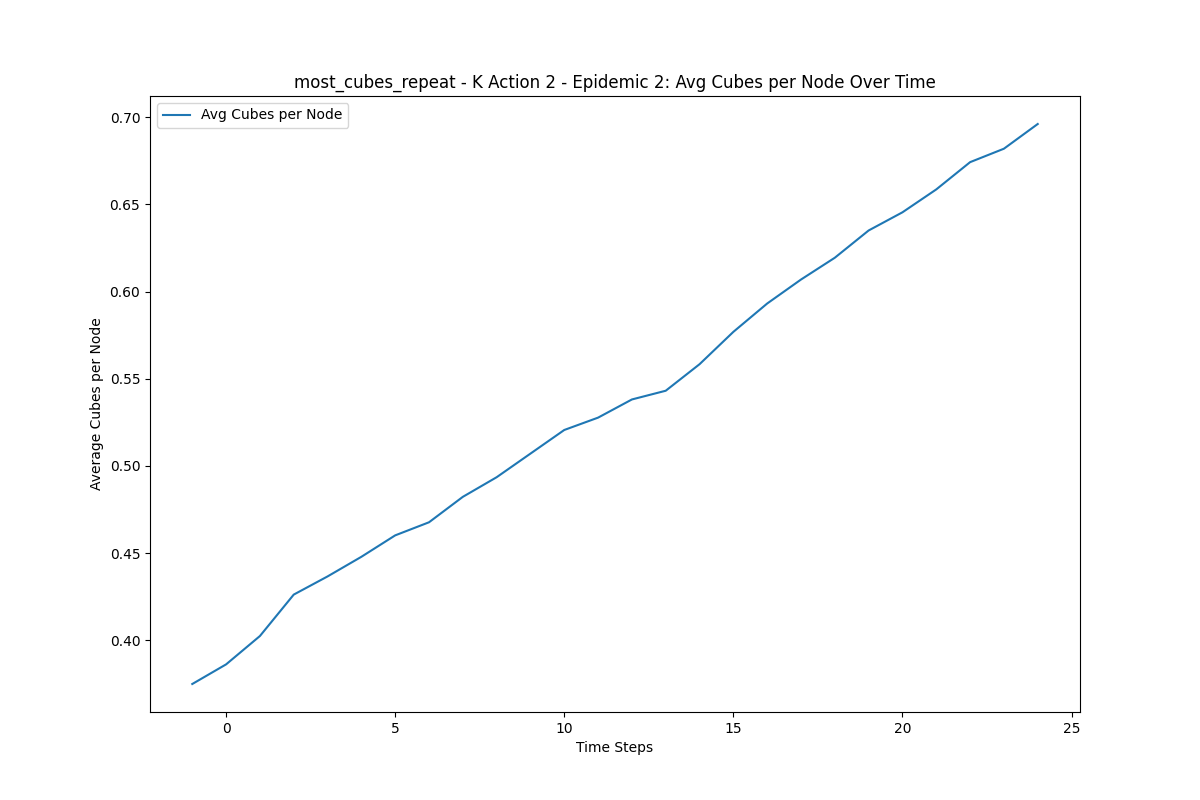 most_cubes_repeat - K Action 2 - Epidemic 2: Avg Cubes per Node Over Time
Avg Cubes per Node
0.70
0.65
0.60
0.55
0.50
0.45
0.40
Average Cubes per Node
0 5 10 15 20 25
Time Steps